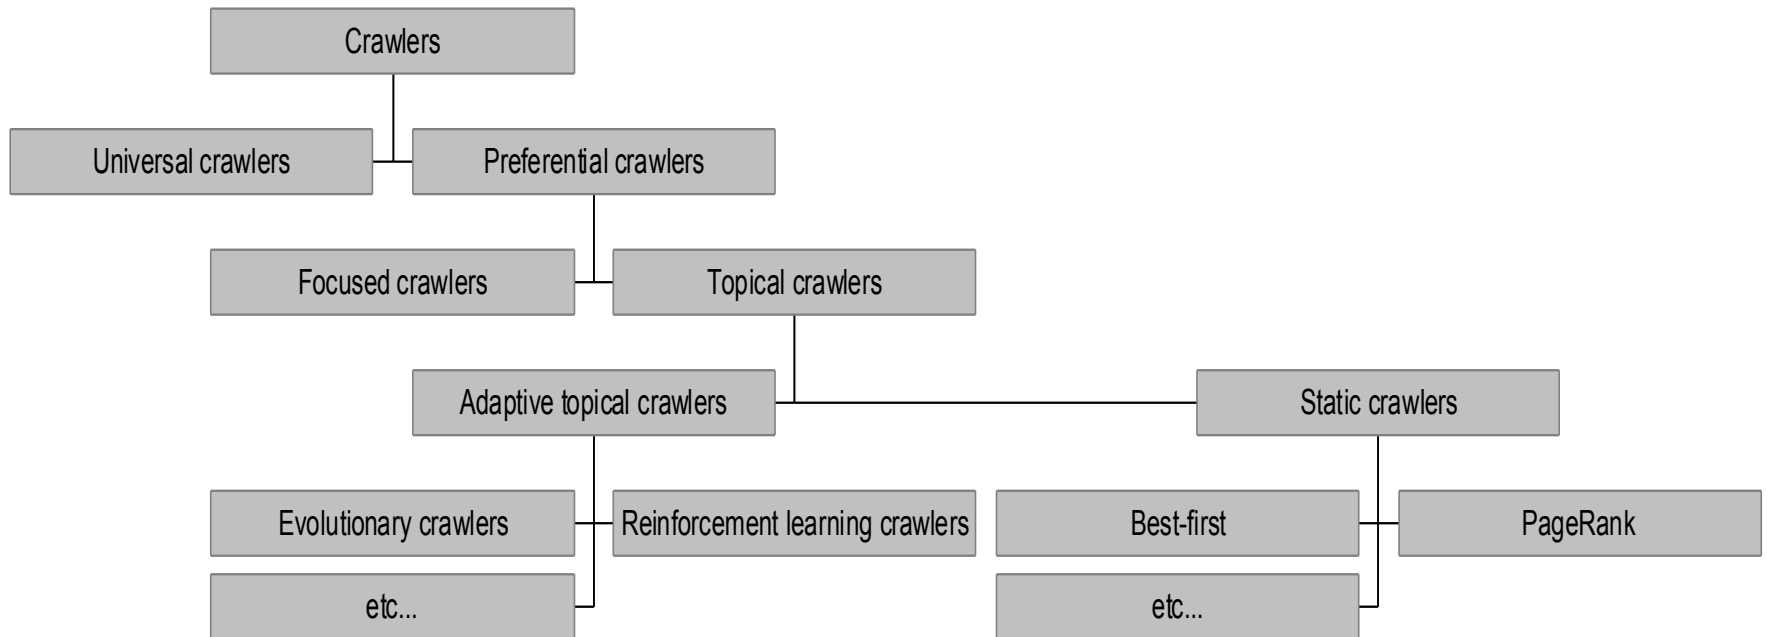 Crawlers
Universal crawlers
Preferential crawlers
Focused crawlers
Topical crawlers
Adaptive topical crawlers
Static crawlers
Evolutionary crawlers
Reinforcement learning crawlers
Best-first
PageRank
etc...
etc...